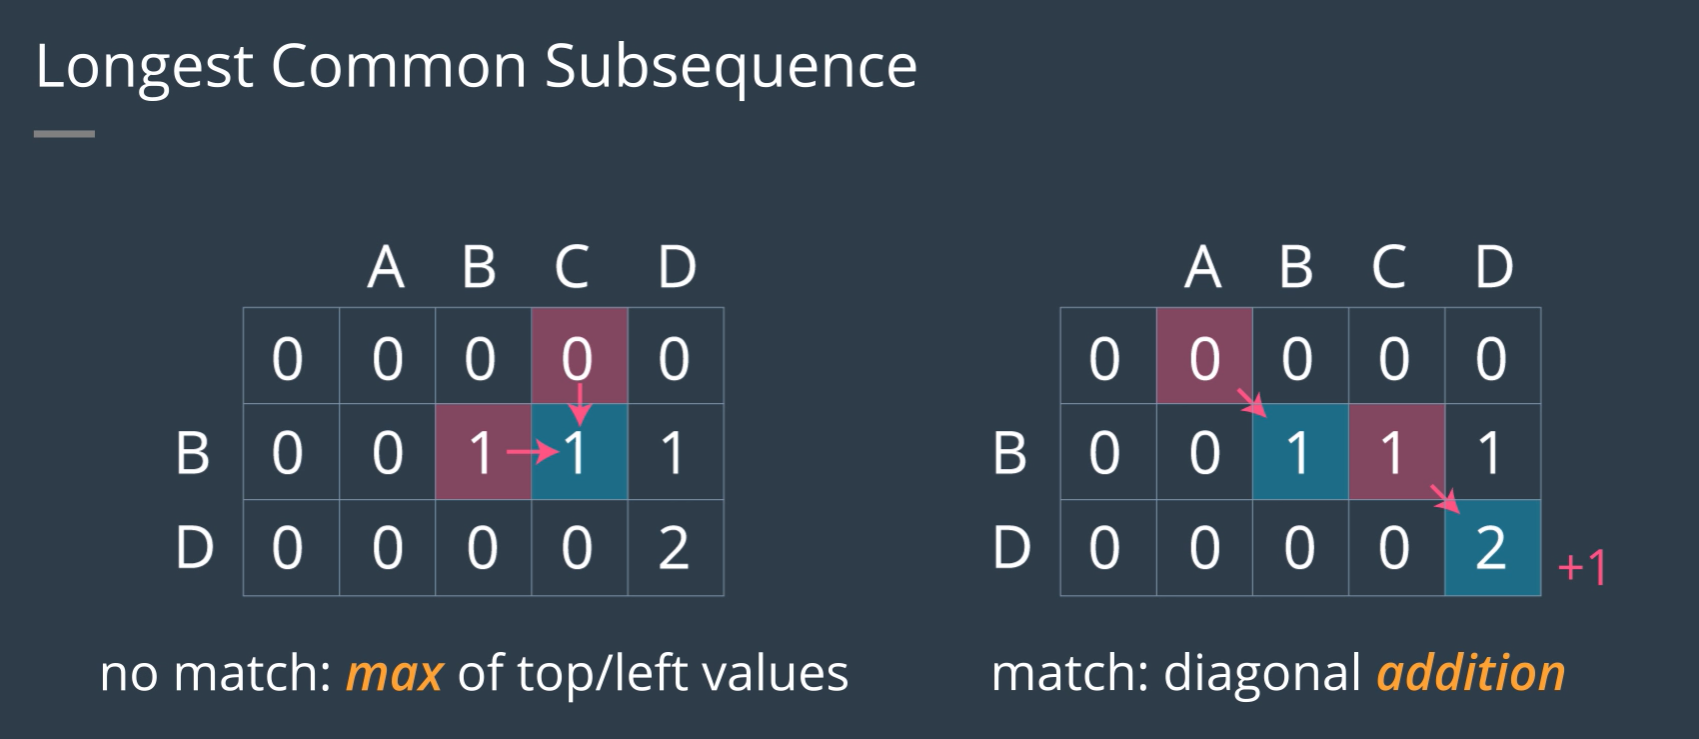 Longest Common Subsequence
A B C D
0 0 0 0 0
B 0 0 1 1 1
D 0 0 0 0 2
no match: max of top/left values
A B C D
0 0 0 0 0
B 0 0 1 1 1
D 0 0 0 0 2 +1
match: diagonal addition